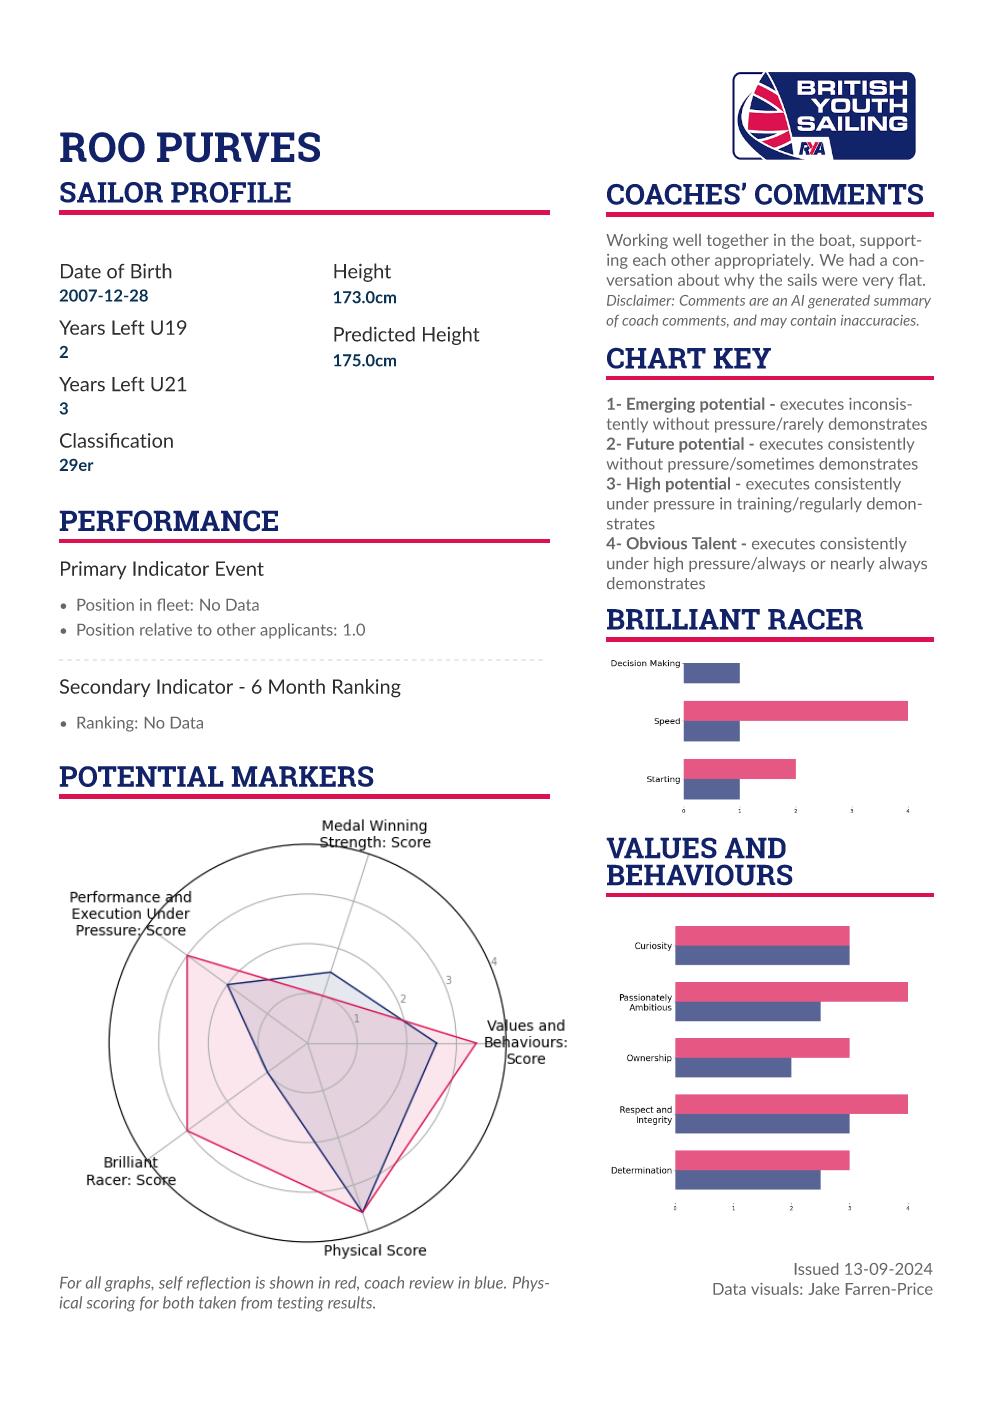 BRITISH
YOUTH
SAILING
RYA
ROO PURVES
SAILOR PROFILE
Date of Birth
2007-12-28
Years Left U19
2
Years Left U21
3
Classification
29er
Height
173.0cm
Predicted Height
175.0cm
PERFORMANCE
Primary Indicator Event
• Position in fleet: No Data
• Position relative to other applicants: 1.0
Secondary Indicator - 6 Month Ranking
• Ranking: No Data
POTENTIAL MARKERS
Medal Winning
Strength: Score
Performance and
Execution Under
Pressure: Score
4
3
2
1
Values and
Behaviours:
Score
Brilliant
Racer: Score
Physical Score
For all graphs, self reflection is shown in red, coach review in blue. Phys-
ical scoring for both taken from testing results.
COACHES' COMMENTS
Working well together in the boat, support-
ing each other appropriately. We had a con-
versation about why the sails were very flat.
Disclaimer: Comments are an AI generated summary
of coach comments, and may contain inaccuracies.
CHART KEY
1- Emerging potential - executes inconsis-
tently without pressure/rarely demonstrates
2- Future potential - executes consistently
without pressure/sometimes demonstrates
3- High potential - executes consistently
under pressure in training/regularly demon-
strates
4- Obvious Talent - executes consistently
under high pressure/always or nearly always
demonstrates
BRILLIANT RACER
Decision Making
Speed
Starting
0 1 2 3 4
VALUES AND
BEHAVIOURS
Curiosity
Passionately
Ambitious
Ownership
Respect and
Integrity
Determination
0 1 2 3 4
Issued 13-09-2024
Data visuals: Jake Farren-Price